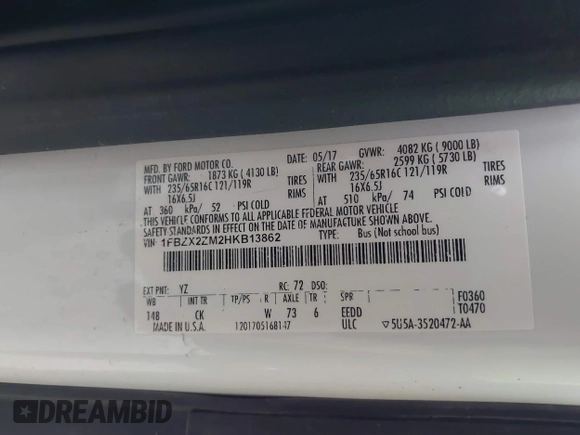 MFD. BY FORD MOTOR CO.
DATE: 05/17 GVWR: 4082 KG ( 9000 LB)
FRONT GAWR: 1873 KG ( 4130 LB)
REAR GAWR: 2599 KG ( 5730 LB)
WITH 235/65R16C 121/119R TIRES
WITH 235/65R16C 121/119R TIRES
16X6.5J RIMS
16X6.5J RIMS
AT 360 kPa/ 52 PSI COLD
AT 510 kPa/ 74 PSI COLD
THIS VEHICLE CONFORMS TO ALL APPLICABLE FEDERAL MOTOR VEHICLE
SAFETY STANDARDS IN EFFECT ON THE DATE OF MANUFACTURE SHOWN ABOVE.
VIN: 1FBZX2ZM2HKB13862
TYPE: Bus (Not school bus)
EXT PNT: YZ RC: 72 DSO:
WB INT TR TP/PS R AXLE TR SPR F0360
148 CK W 73 6 EEDD T0470
MADE IN U.S.A. 1201705168147 ULC ▽5U5A-3520472-AA
DREAMBID